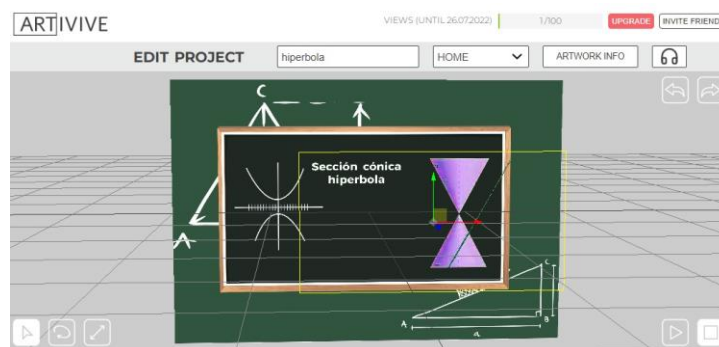 ARTIVIVE
VIEWS (UNTIL 26.07.2022) 1/100 UPGRADE INVITE FRIEND
EDIT PROJECT hiperbola HOME ARTWORK INFO
C
Sección cónica
hiperbola
A
C
A B
a